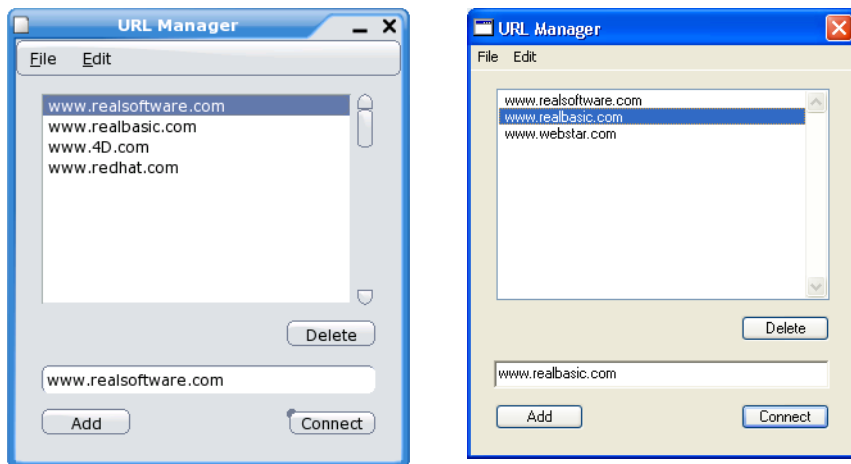 URL Manager
File Edit
www.realsoftware.com
www.realbasic.com
www.4D.com
www.redhat.com
Delete
www.realsoftware.com
Add Connect
URL Manager
File Edit
www.realsoftware.com
www.realbasic.com
www.webstar.com
Delete
www.realbasic.com
Add Connect